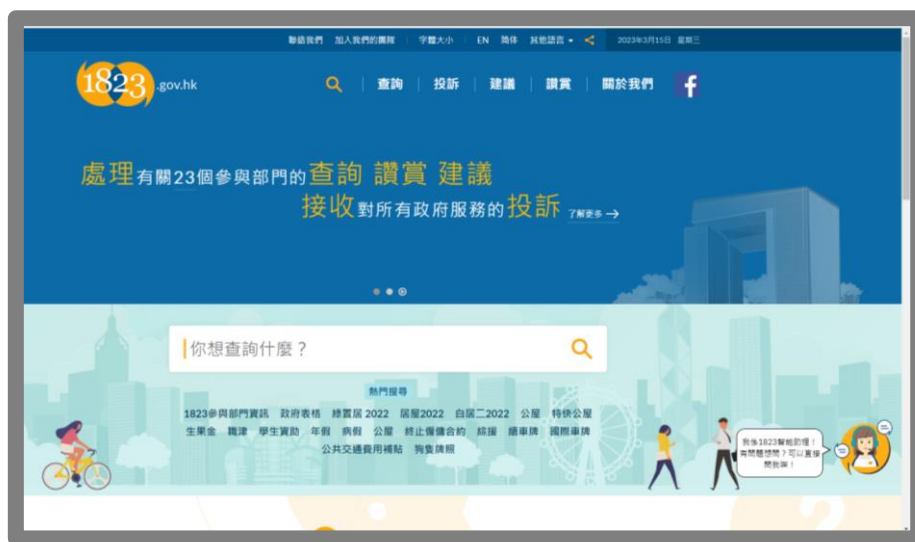 聯絡我們 加入我們的團隊 字體大小 EN 简体 其他語言 2023年3月15日 星期三
1823.gov.hk
查詢 投訴 建議 讚賞 關於我們 f
處理有關23個參與部門的查詢 讚賞 建議
接收對所有政府服務的投訴 了解更多 →
你想查詢什麼？
熱門搜尋
1823參與部門資訊 政府表格 綠置居 2022 居屋2022 白居二2022 公屋 特快公屋
生果金 職津 學生資助 年假 病假 公屋 終止僱傭合約 綜援 續車牌 國際車牌
公共交通費用補貼 狗隻牌照
我係1823智能助理！
有問題想問？可以直接
問我㗎！